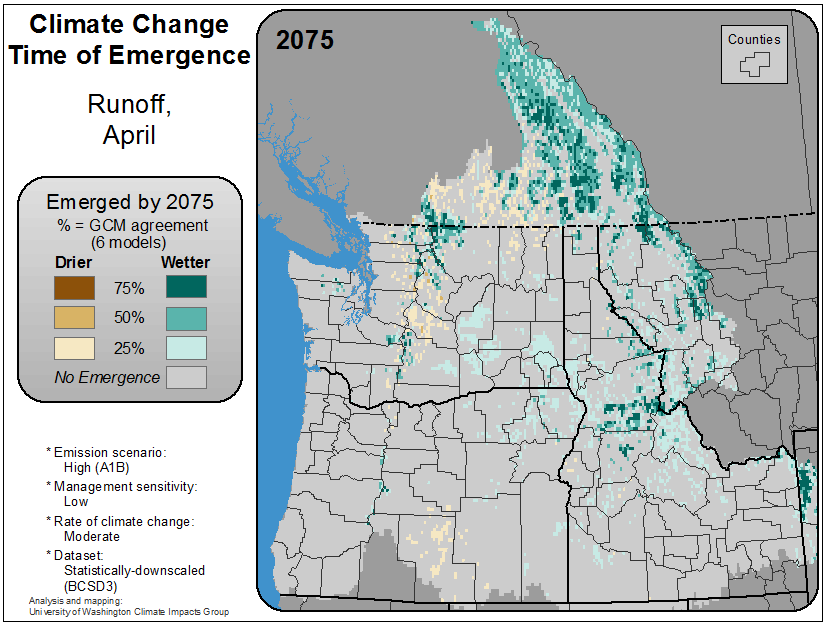 Climate Change
Time of Emergence
Runoff,
April
Emerged by 2075
% = GCM agreement
(6 models)
Drier Wetter
75%
50%
25%
No Emergence
* Emission scenario:
High (A1B)
* Management sensitivity:
Low
* Rate of climate change:
Moderate
* Dataset:
Statistically-downscaled
(BCSD3)
Analysis and mapping:
University of Washington Climate Impacts Group
2075
Counties